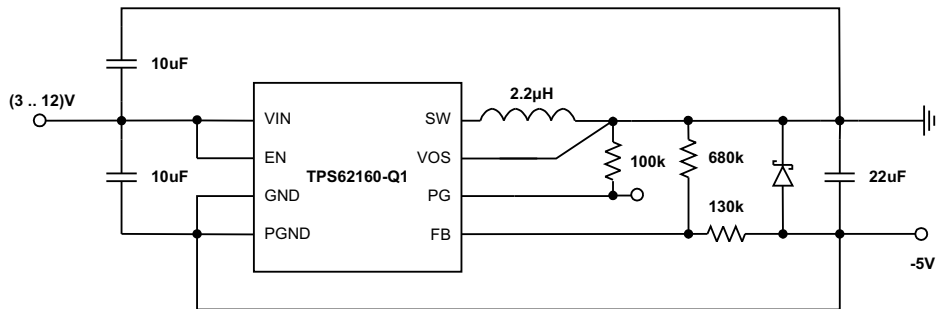 10uF
(3 .. 12)V
10uF
VIN
EN
GND
PGND
TPS62160-Q1
SW
VOS
PG
FB
2.2µH
100k
680k
130k
22uF
-5V